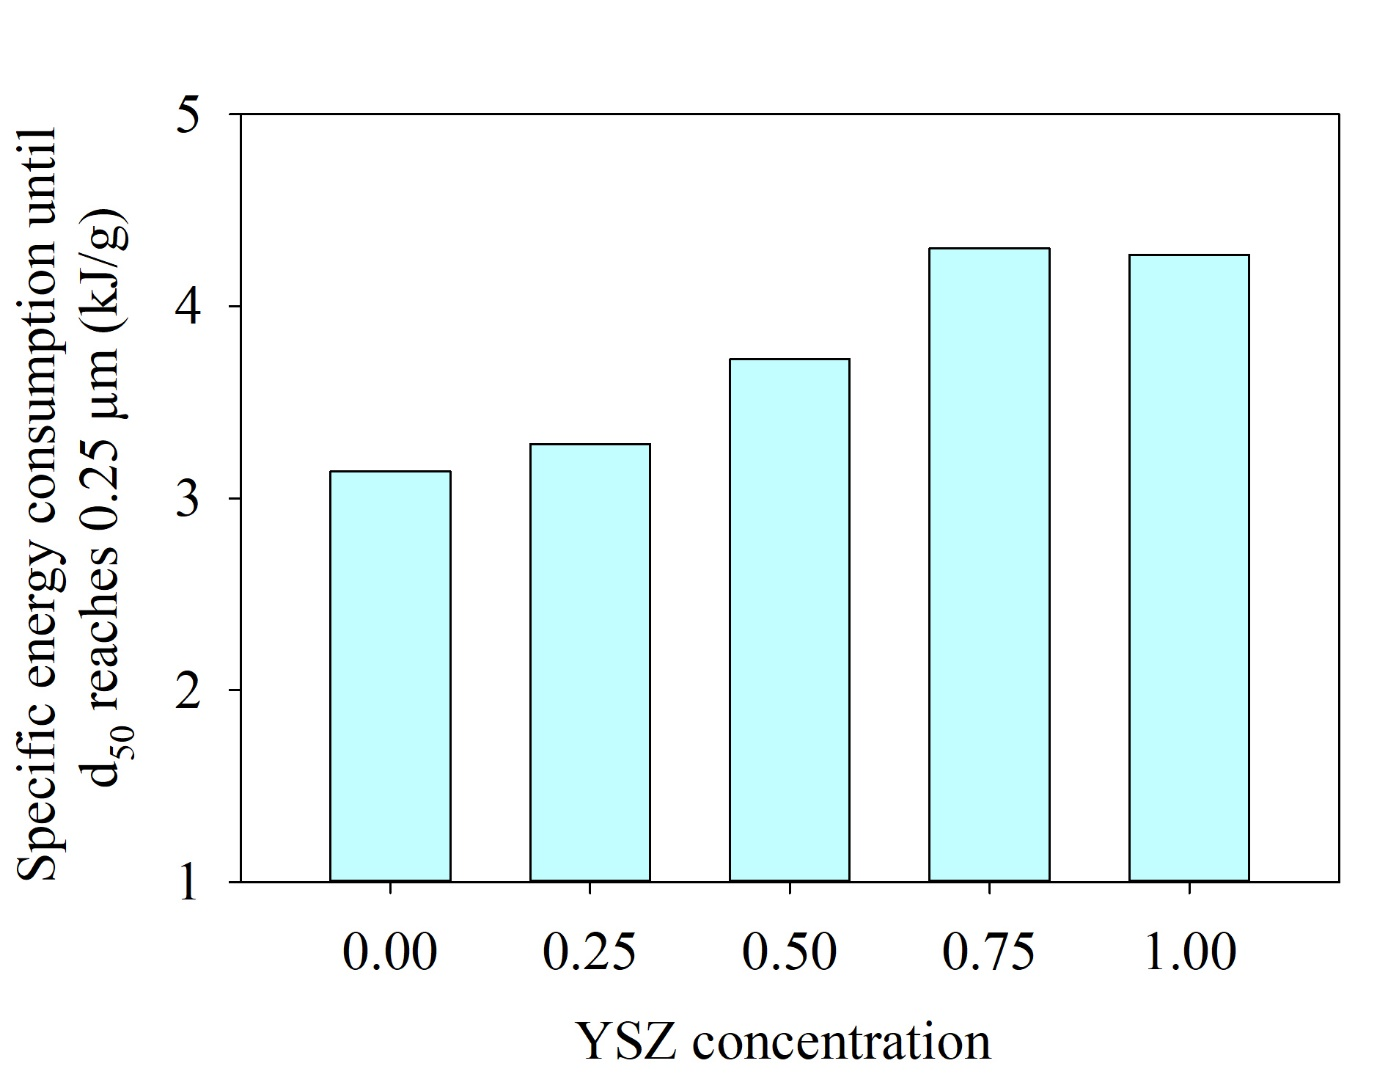 Specific energy consumption until
d₅₀ reaches 0.25 μm (kJ/g)
5
4
3
2
1
0.00 0.25 0.50 0.75 1.00
YSZ concentration